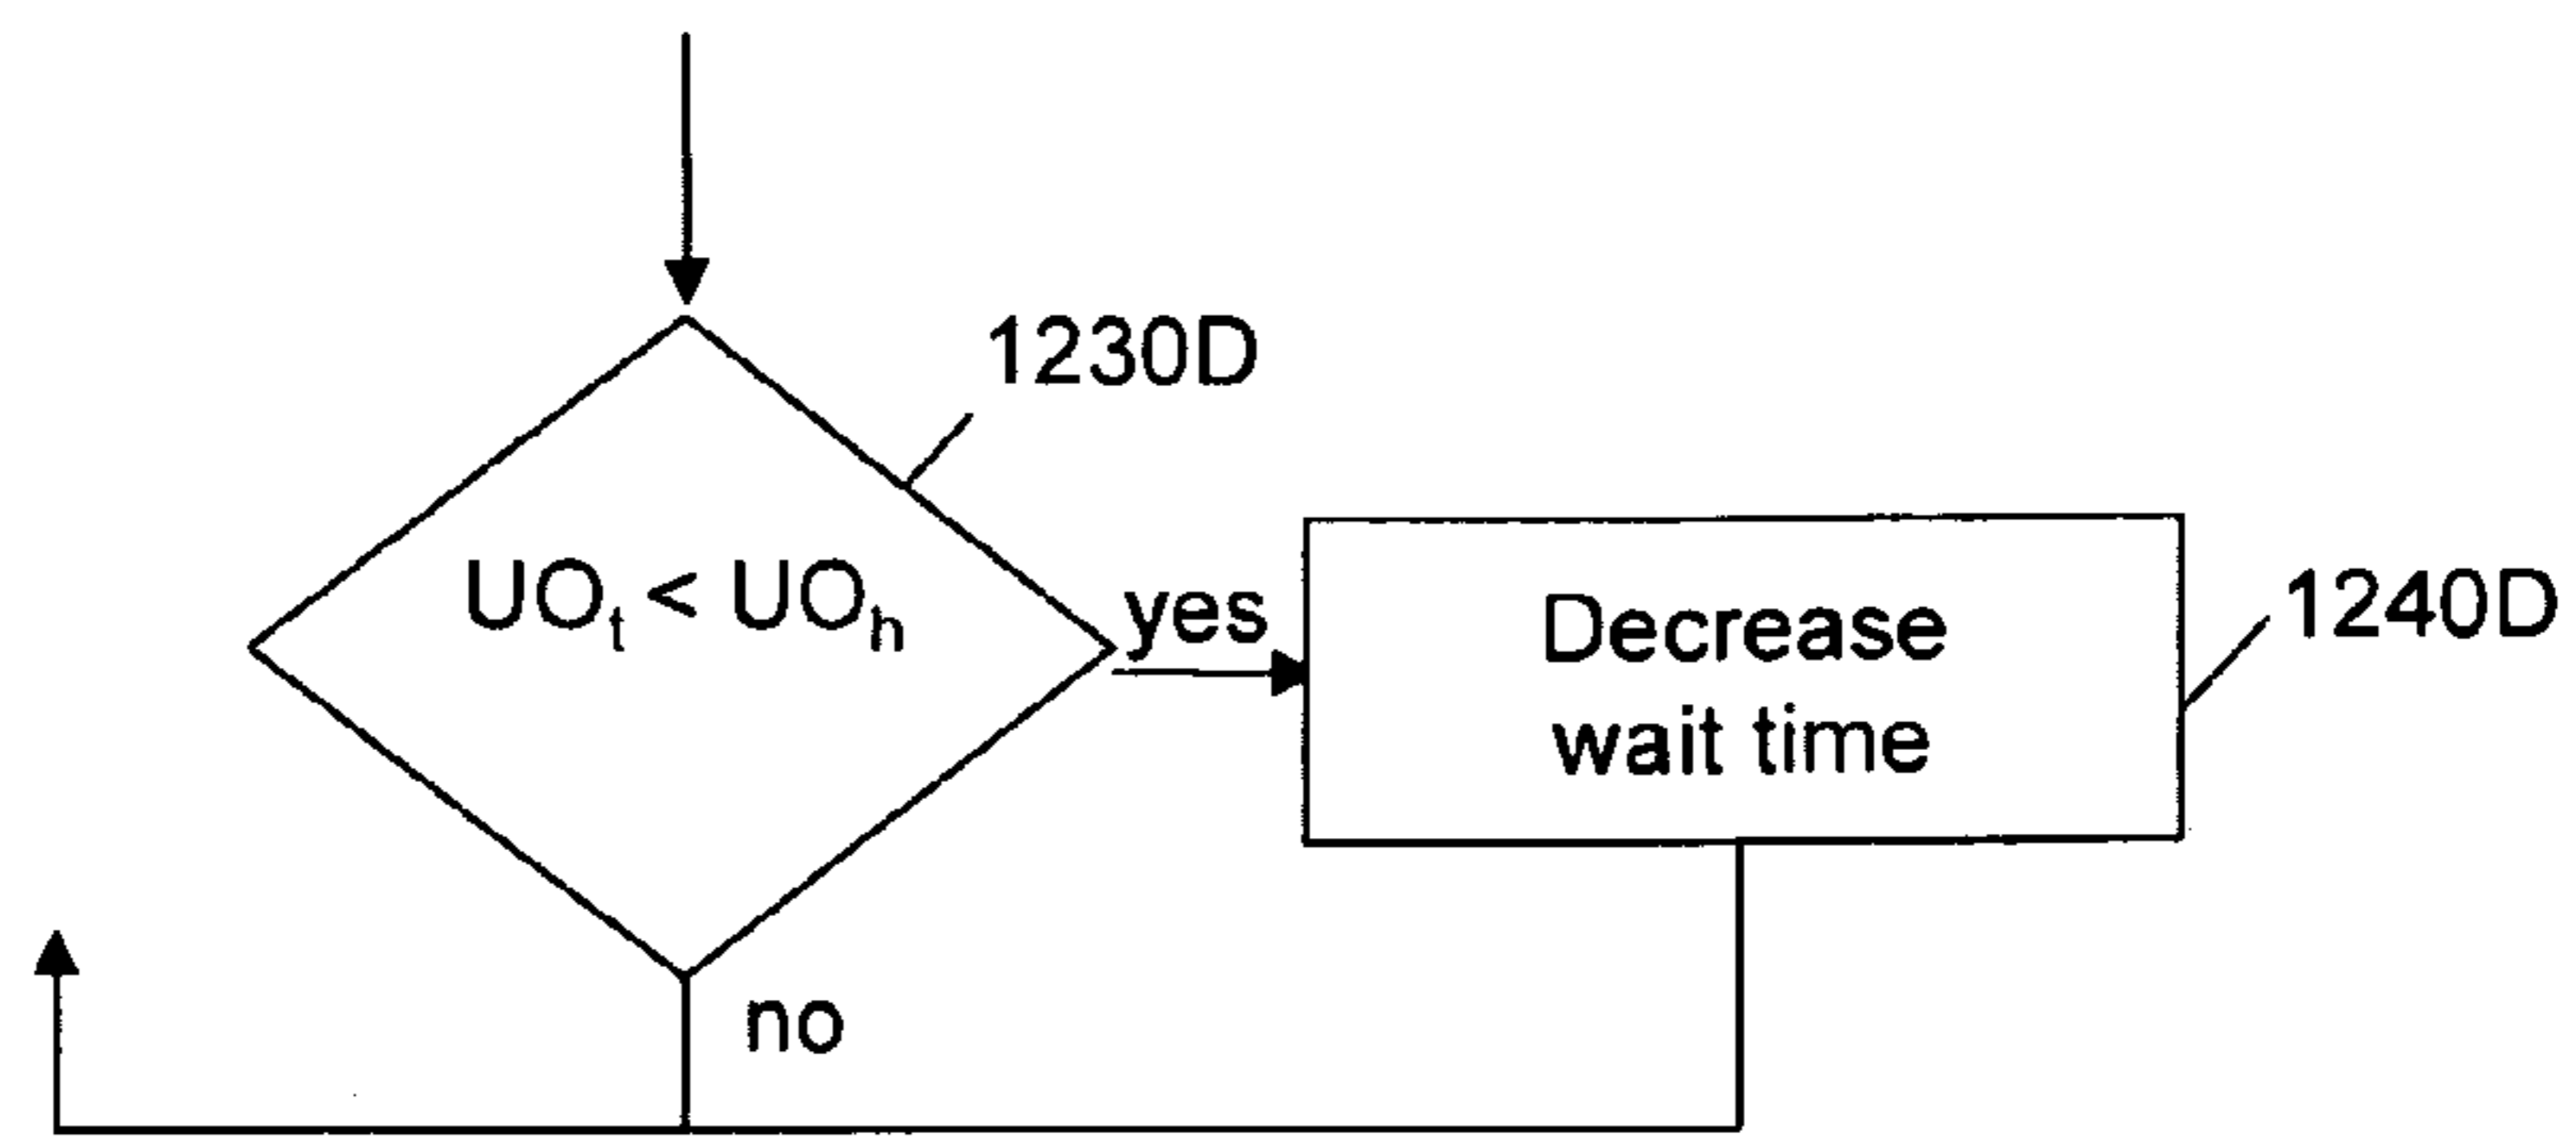 1230D
UOt < UOh
yes
Decrease
wait time
1240D
no